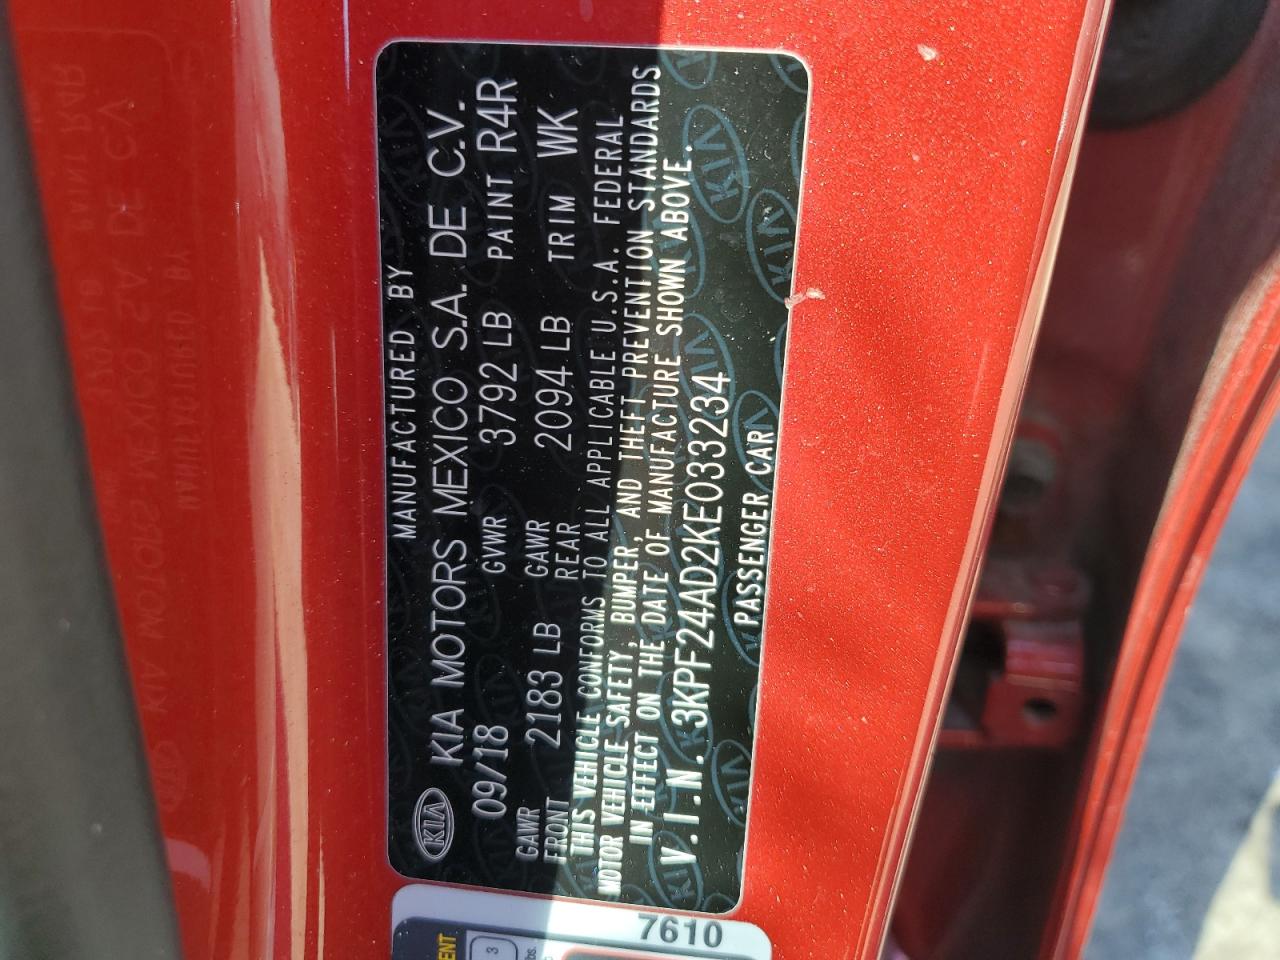 MANUFACTURED BY
KIA KIA MOTORS MEXICO S.A. DE C.V.
09/18 GVWR 3792 LB PAINT R4R
GAWR FRONT 2183 LB GAWR REAR 2094 LB TRIM WK
THIS VEHICLE CONFORMS TO ALL APPLICABLE U.S.A. FEDERAL
MOTOR VEHICLE SAFETY, BUMPER, AND THEFT PREVENTION STANDARDS
IN EFFECT ON THE DATE OF MANUFACTURE SHOWN ABOVE.
V.I.N. 3KPF24AD2KE033234
PASSENGER CAR
7610
3